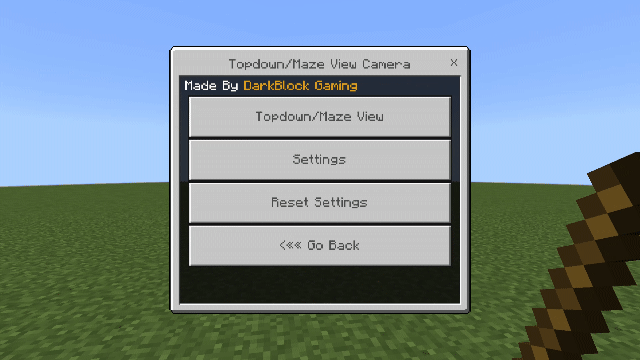 Topdown/Maze View Camera ×
Made By DarkBlock Gaming
Topdown/Maze View
Settings
Reset Settings
<<< Go Back